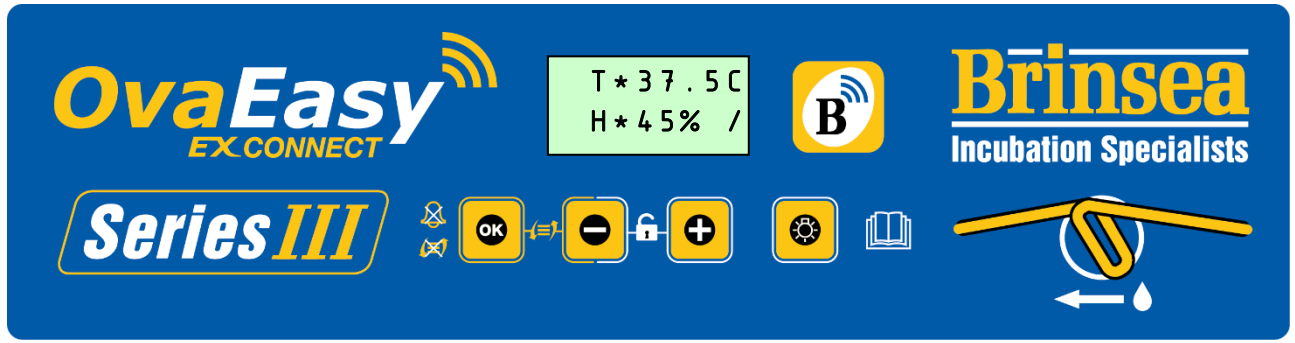 OvaEasy
EX CONNECT
T*37.5C
H*45% /
B
Brinsea
Incubation Specialists
Series III
OK